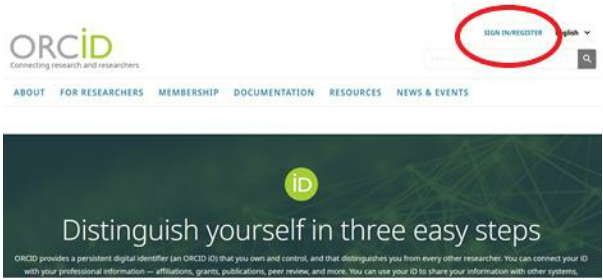 SIGN IN/REGISTER English
ORCID
Connecting research and researchers
ABOUT FOR RESEARCHERS MEMBERSHIP DOCUMENTATION RESOURCES NEWS & EVENTS
iD
Distinguish yourself in three easy steps
ORCID provides a persistent digital identifier (an ORCID iD) that you own and control, and that distinguishes you from every other researcher. You can connect your iD
with your professional information — affiliations, grants, publications, peer review, and more. You can use your iD to share your information with other systems,